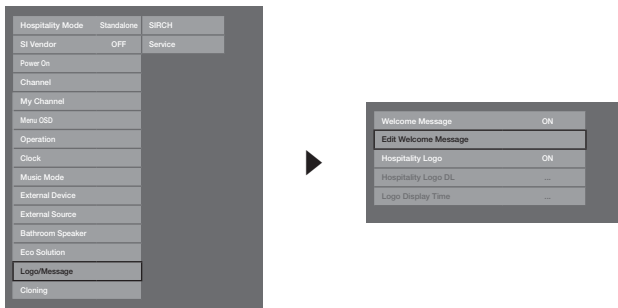 Hospitality Mode Standalone SIRCH
SI Vendor OFF Service
Power On
Channel
My Channel
Menu OSD
Operation
Clock
Music Mode
External Device
External Source
Bathroom Speaker
Eco Solution
Logo/Message
Cloning
Welcome Message ON
Edit Welcome Message
Hospitality Logo ON
Hospitality Logo DL ...
Logo Display Time ...